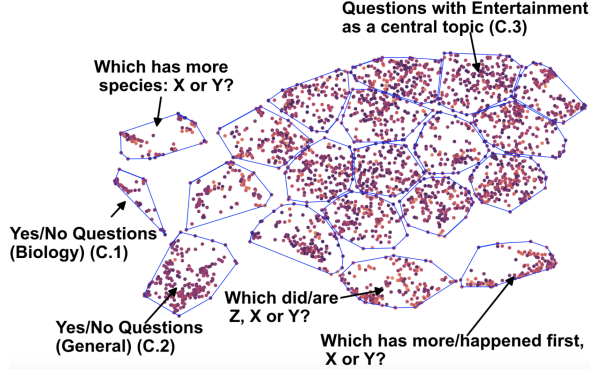 Questions with Entertainment
as a central topic (C.3)
Which has more
species: X or Y?
Yes/No Questions
(Biology) (C.1)
Which did/are
Z, X or Y?
Yes/No Questions
(General) (C.2)
Which has more/happened first,
X or Y?